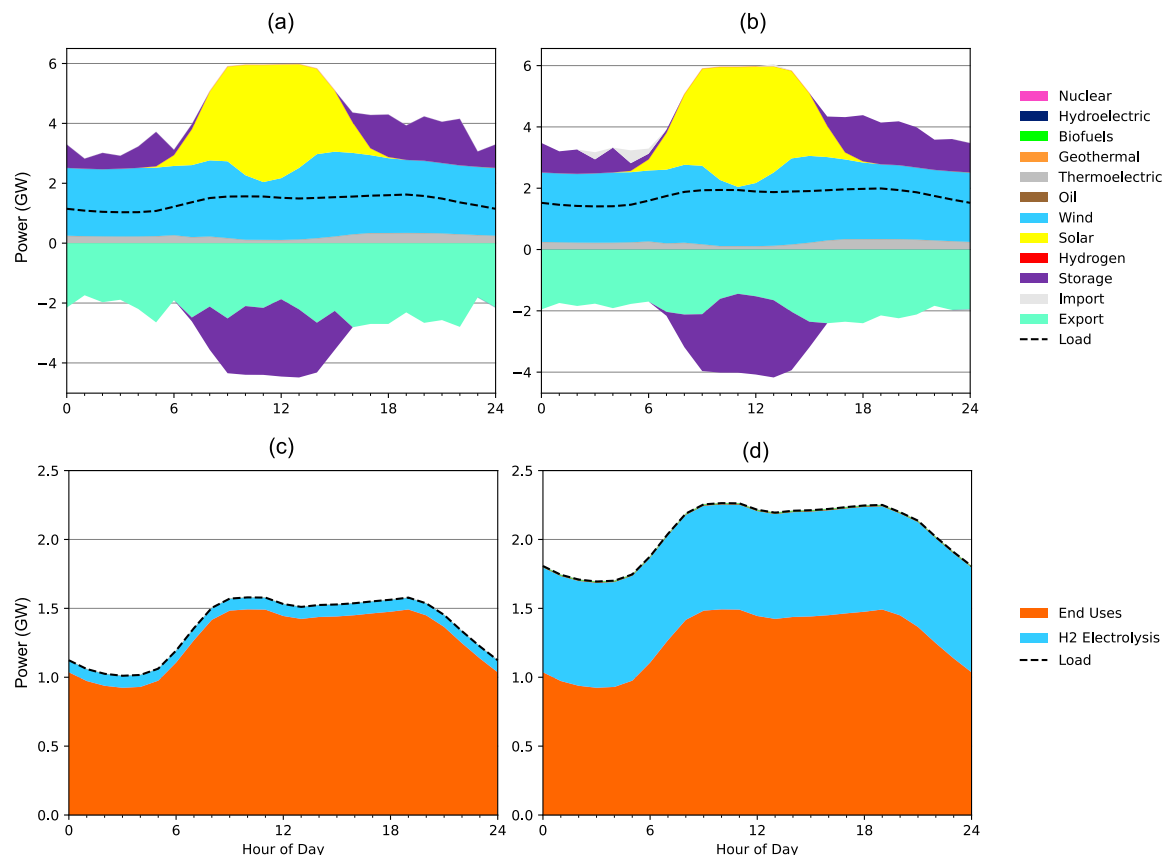 (a)
(b)
6
4
2
0
−2
−4
Power (GW)
0
6
12
18
24
6
4
2
0
−2
−4
0
6
12
18
24
Nuclear
Hydroelectric
Biofuels
Geothermal
Thermoelectric
Oil
Wind
Solar
Hydrogen
Storage
Import
Export
Load
(c)
(d)
2.5
2.0
1.5
1.0
0.5
0.0
Power (GW)
0
6
12
18
24
Hour of Day
2.5
2.0
1.5
1.0
0.5
0.0
0
6
12
18
24
Hour of Day
End Uses
H2 Electrolysis
Load